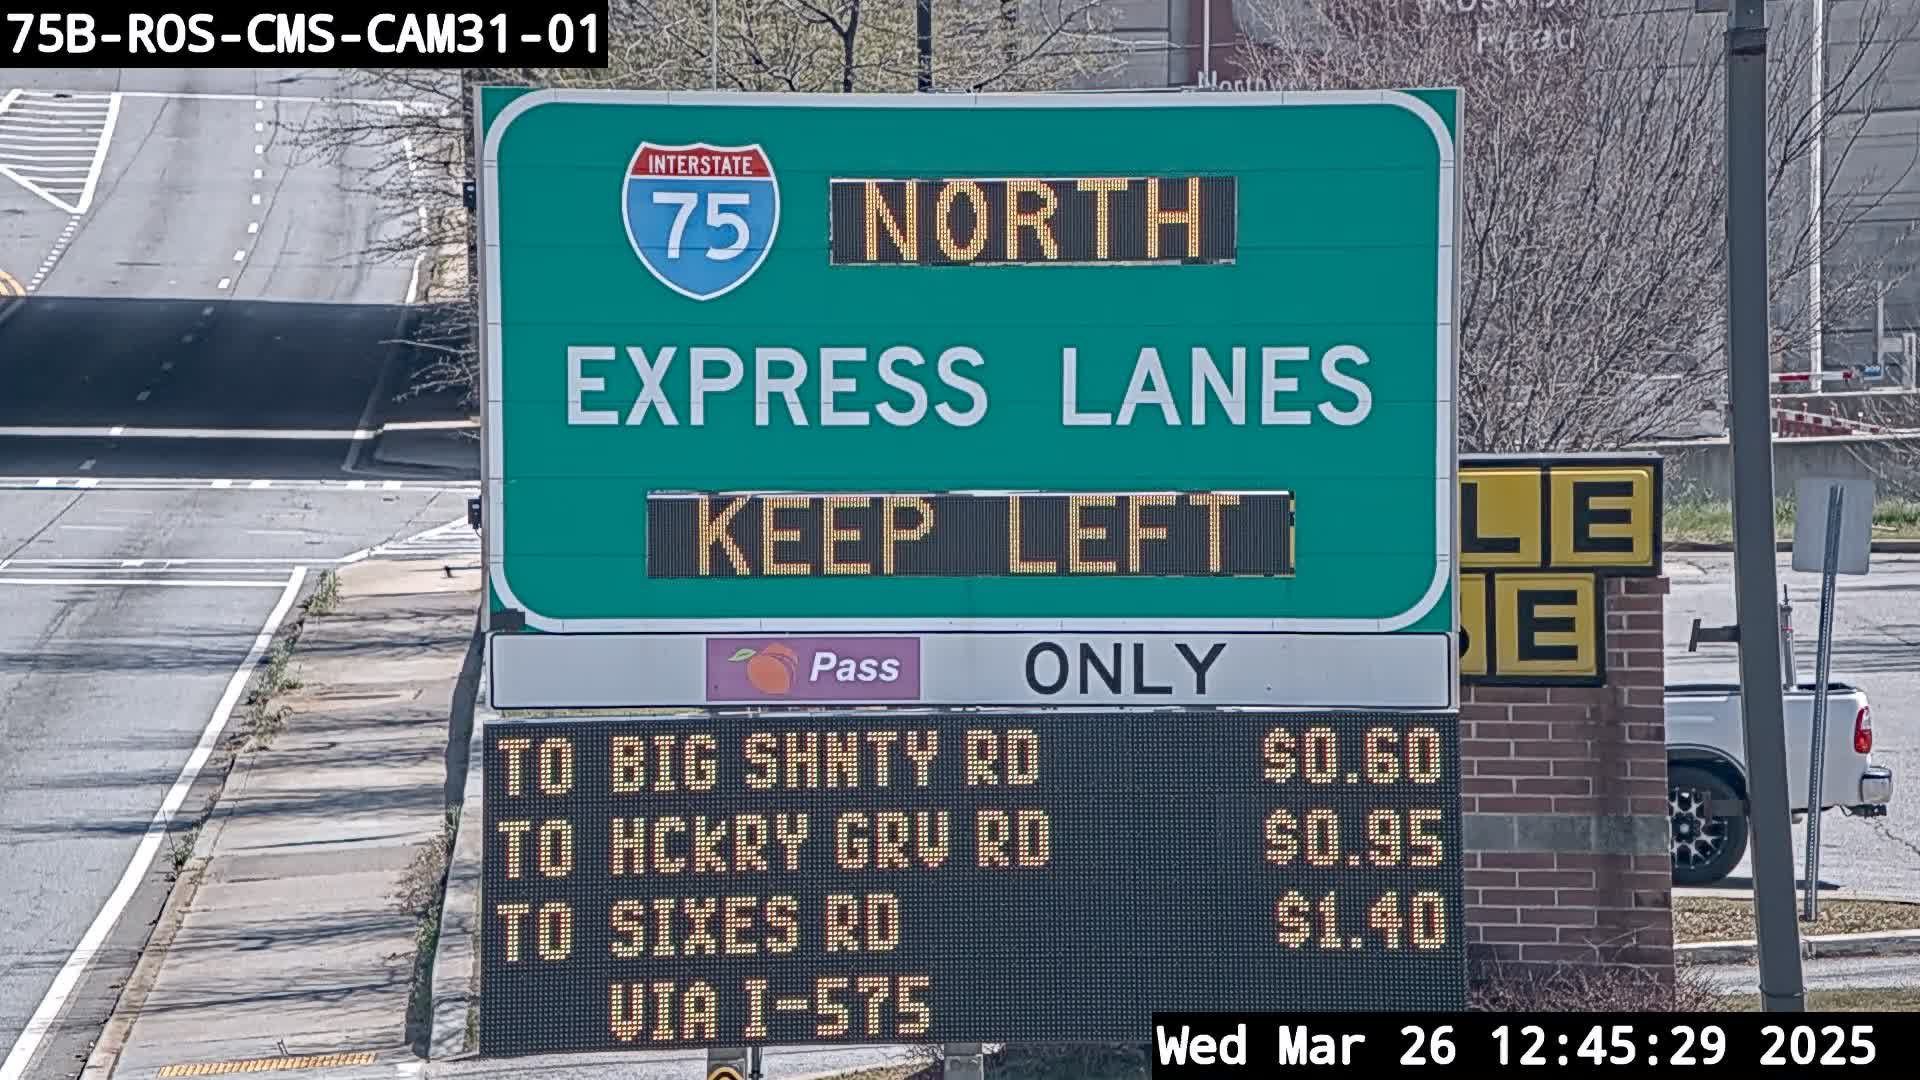 75B-ROS-CMS-CAM31-01
INTERSTATE
75
NORTH
EXPRESS LANES
KEEP LEFT
Pass ONLY
TO BIG SHNTY RD $0.60
TO HCKRY GRV RD $0.95
TO SIXES RD $1.40
VIA I-575
LE
E
Wed Mar 26 12:45:29 2025